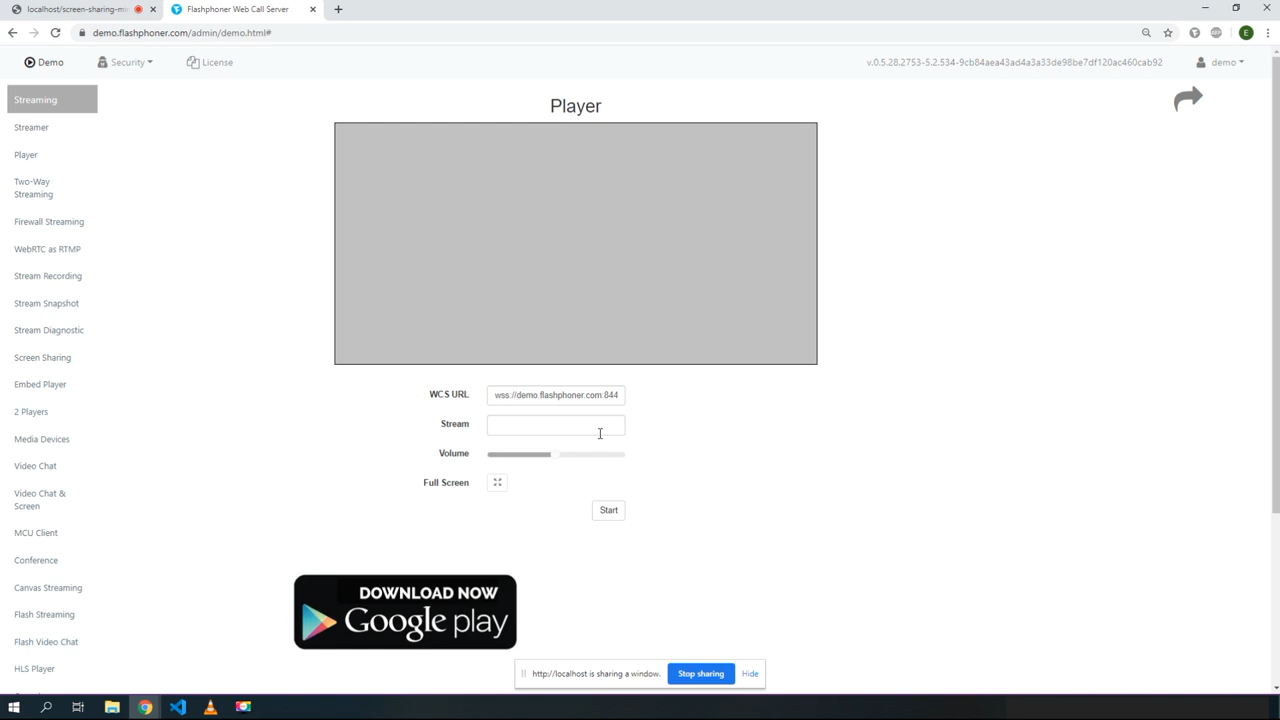 localhost/screen-sharing-mi
Flashphoner Web Call Server
demo.flashphoner.com/admin/demo.html#
E
Demo
Security
License
v.0.5.28.2753-5.2.534-9cb84aea43ad4a3a33de98be7df120ac460cab92
demo
Streaming
Streamer
Player
Two-Way
Streaming
Firewall Streaming
WebRTC as RTMP
Stream Recording
Stream Snapshot
Stream Diagnostic
Screen Sharing
Embed Player
2 Players
Media Devices
Video Chat
Video Chat &
Screen
MCU Client
Conference
Canvas Streaming
Flash Streaming
Flash Video Chat
HLS Player
Player
WCS URL
wss://demo.flashphoner.com:844
Stream
Volume
Full Screen
Start
DOWNLOAD NOW
Google play
http://localhost is sharing a window.
Stop sharing
Hide